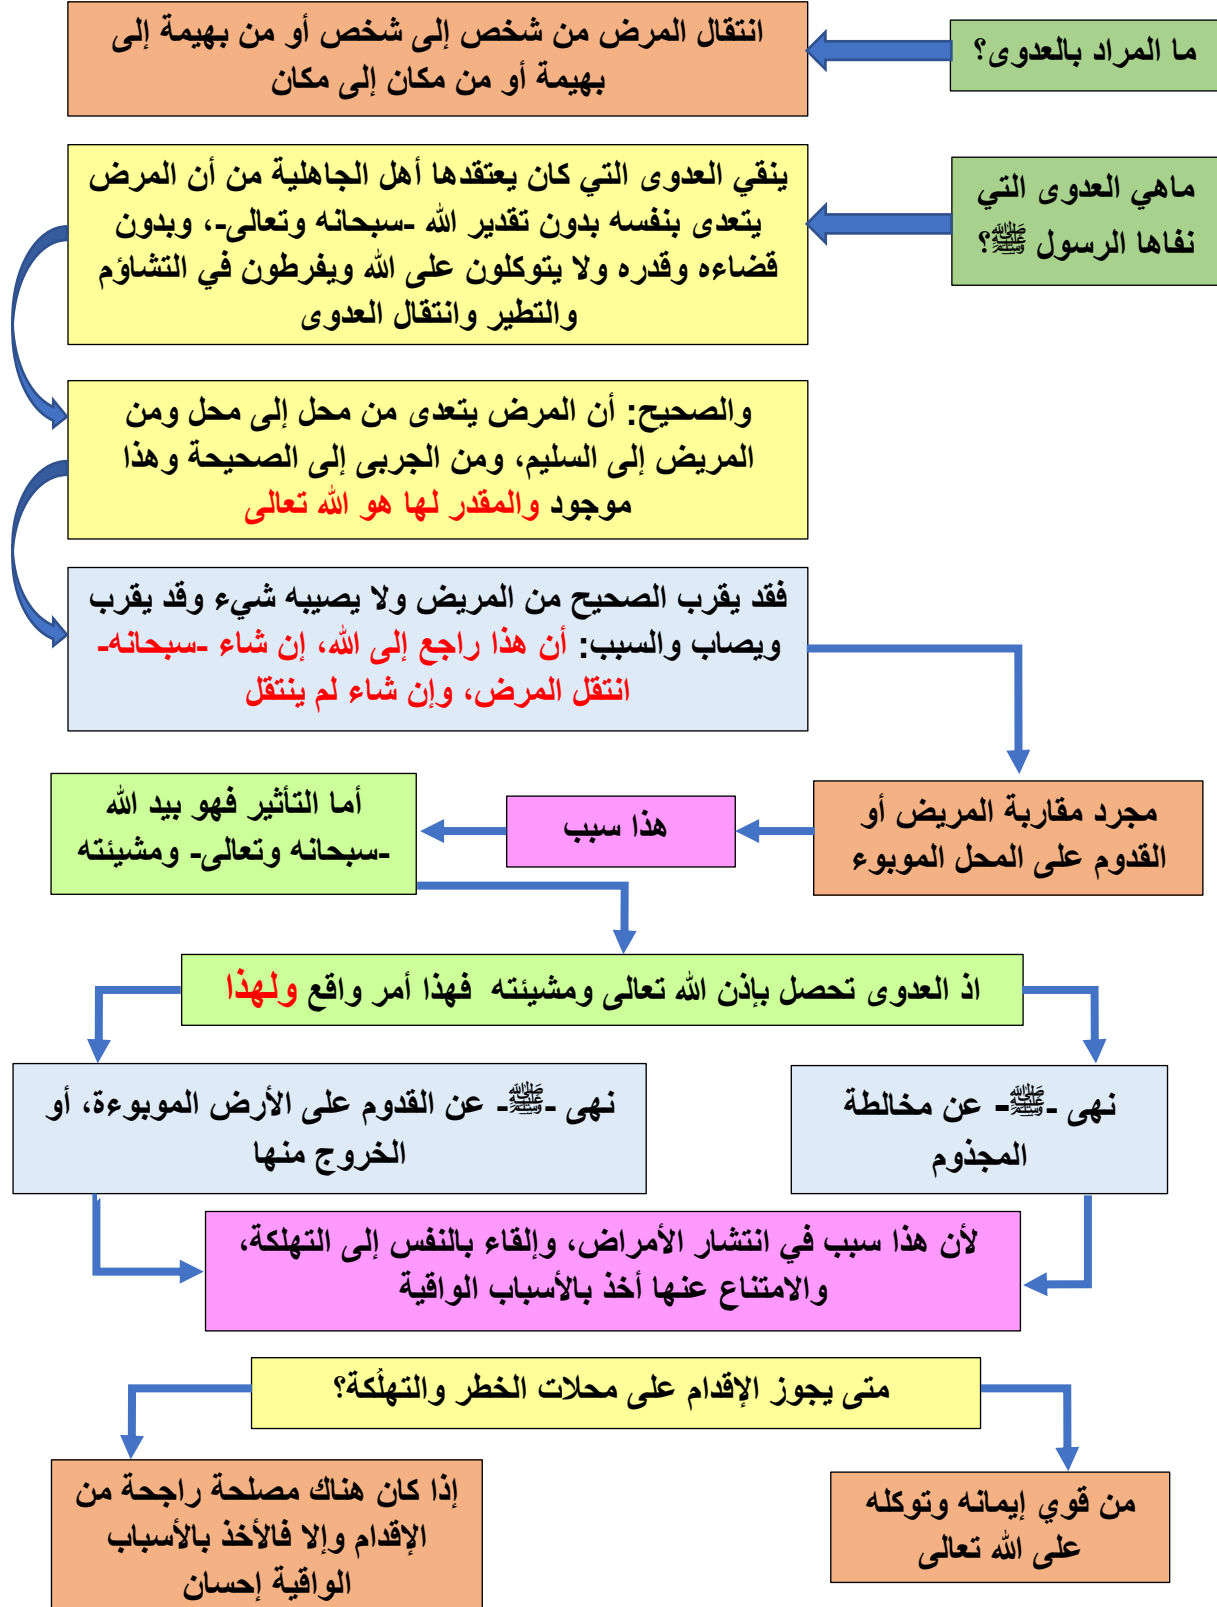 ما المراد بالعدوى؟
انتقال المرض من شخص إلى شخص أو من بهيمة إلى
بهيمة أو من مكان إلى مكان
ماهي العدوى التي
نفاها الرسول ﷺ؟
ينقي العدوى التي كان يعتقدها أهل الجاهلية من أن المرض
يتعدى بنفسه بدون تقدير الله -سبحانه وتعالى-، وبدون
قضاءه وقدره ولا يتوكلون على الله ويفرطون في التشاؤم
والتطير وانتقال العدوى
والصحيح: أن المرض يتعدى من محل إلى محل ومن
المريض إلى السليم، ومن الجربى إلى الصحيحة وهذا
موجود والمقدر لها هو الله تعالى
فقد يقرب الصحيح من المريض ولا يصيبه شيء وقد يقرب
ويصاب والسبب: أن هذا راجع إلى الله، إن شاء -سبحانه-
انتقل المرض، وإن شاء لم ينتقل
مجرد مقاربة المريض أو
القدوم على المحل الموبوء
هذا سبب
أما التأثير فهو بيد الله
-سبحانه وتعالى- ومشيئته
اذ العدوى تحصل بإذن الله تعالى ومشيئته فهذا أمر واقع ولهذا
نهى -ﷺ- عن مخالطة
المجذوم
نهى -ﷺ- عن القدوم على الأرض الموبوءة، أو
الخروج منها
لأن هذا سبب في انتشار الأمراض، وإلقاء بالنفس إلى التهلكة،
والامتناع عنها أخذ بالأسباب الواقية
متى يجوز الإقدام على محلات الخطر والتهلُكة؟
من قوي إيمانه وتوكله
على الله تعالى
إذا كان هناك مصلحة راجحة من
الإقدام وإلا فالأخذ بالأسباب
الواقية إحسان